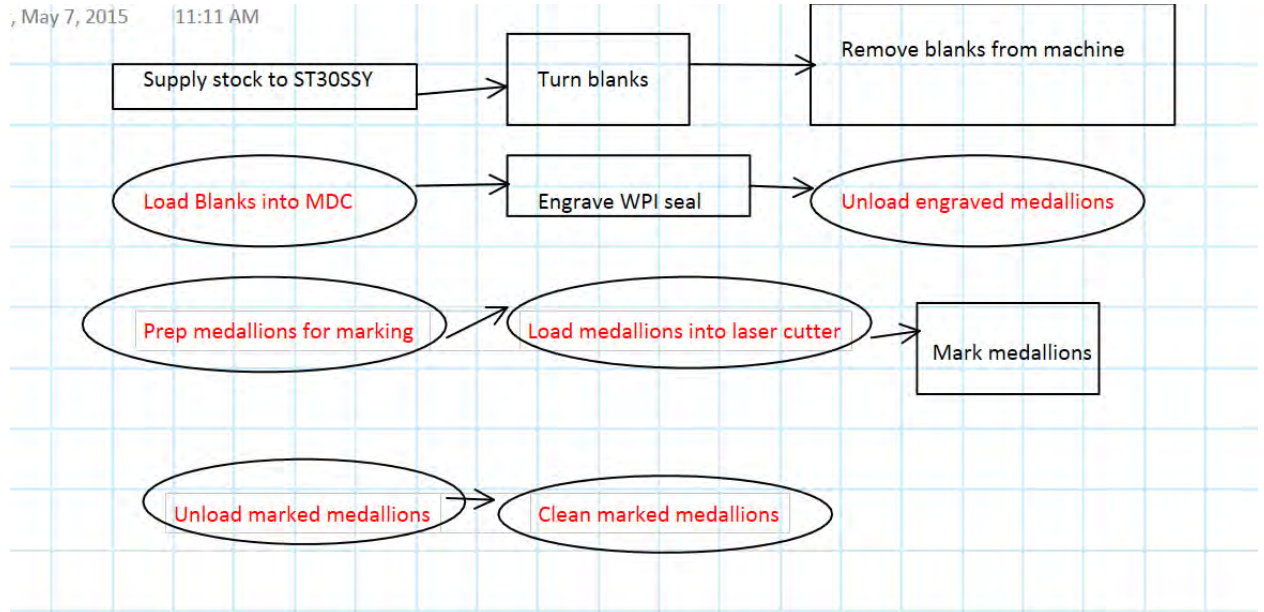 , May 7, 2015 11:11 AM
Supply stock to ST30SSY
Turn blanks
Remove blanks from machine
Load Blanks into MDC
Engrave WPI seal
Unload engraved medallions
Prep medallions for marking
Load medallions into laser cutter
Mark medallions
Unload marked medallions
Clean marked medallions